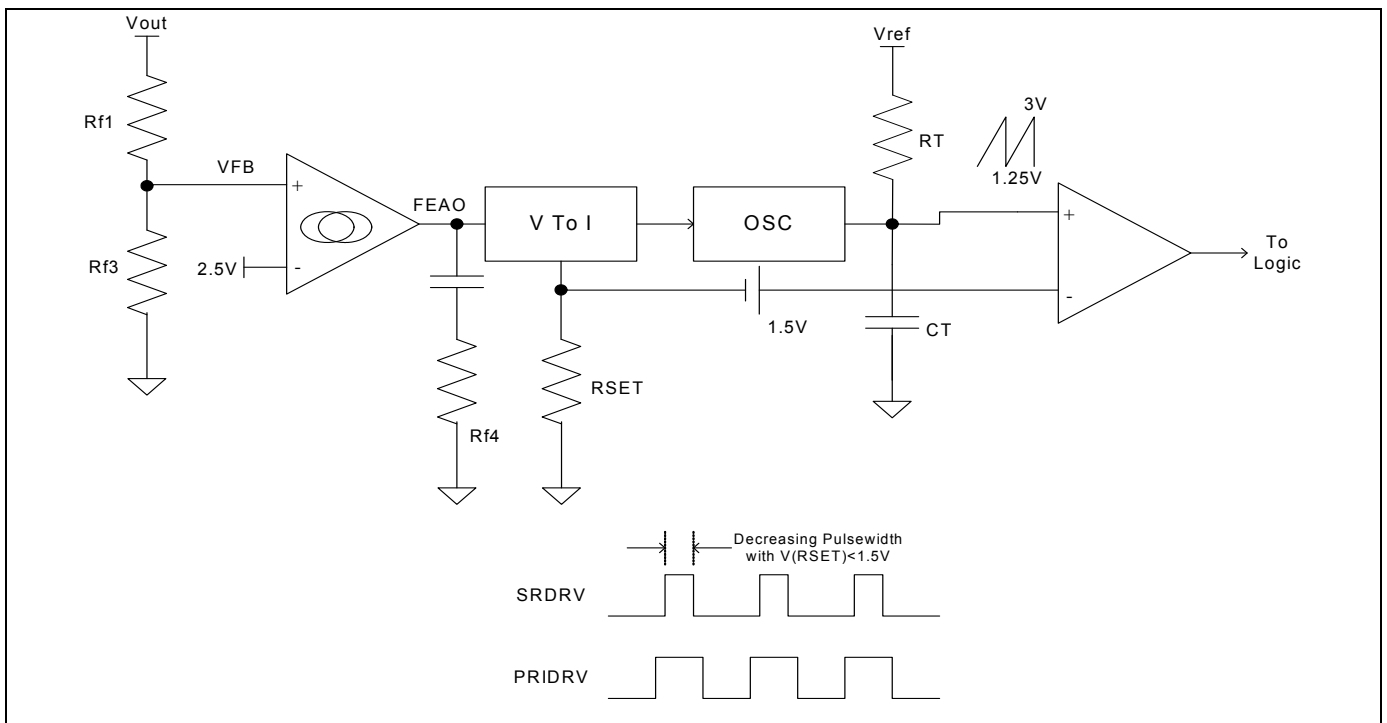 Vout
Vref
Rf1
3V
RT
VFB
1.25V
+
FEAO
V To I
OSC
+
To
Logic
Rf3
2.5V
-
-
1.5V
CT
RSET
Rf4
Decreasing Pulsewidth
with V(RSET)<1.5V
SRDRV
PRIDRV